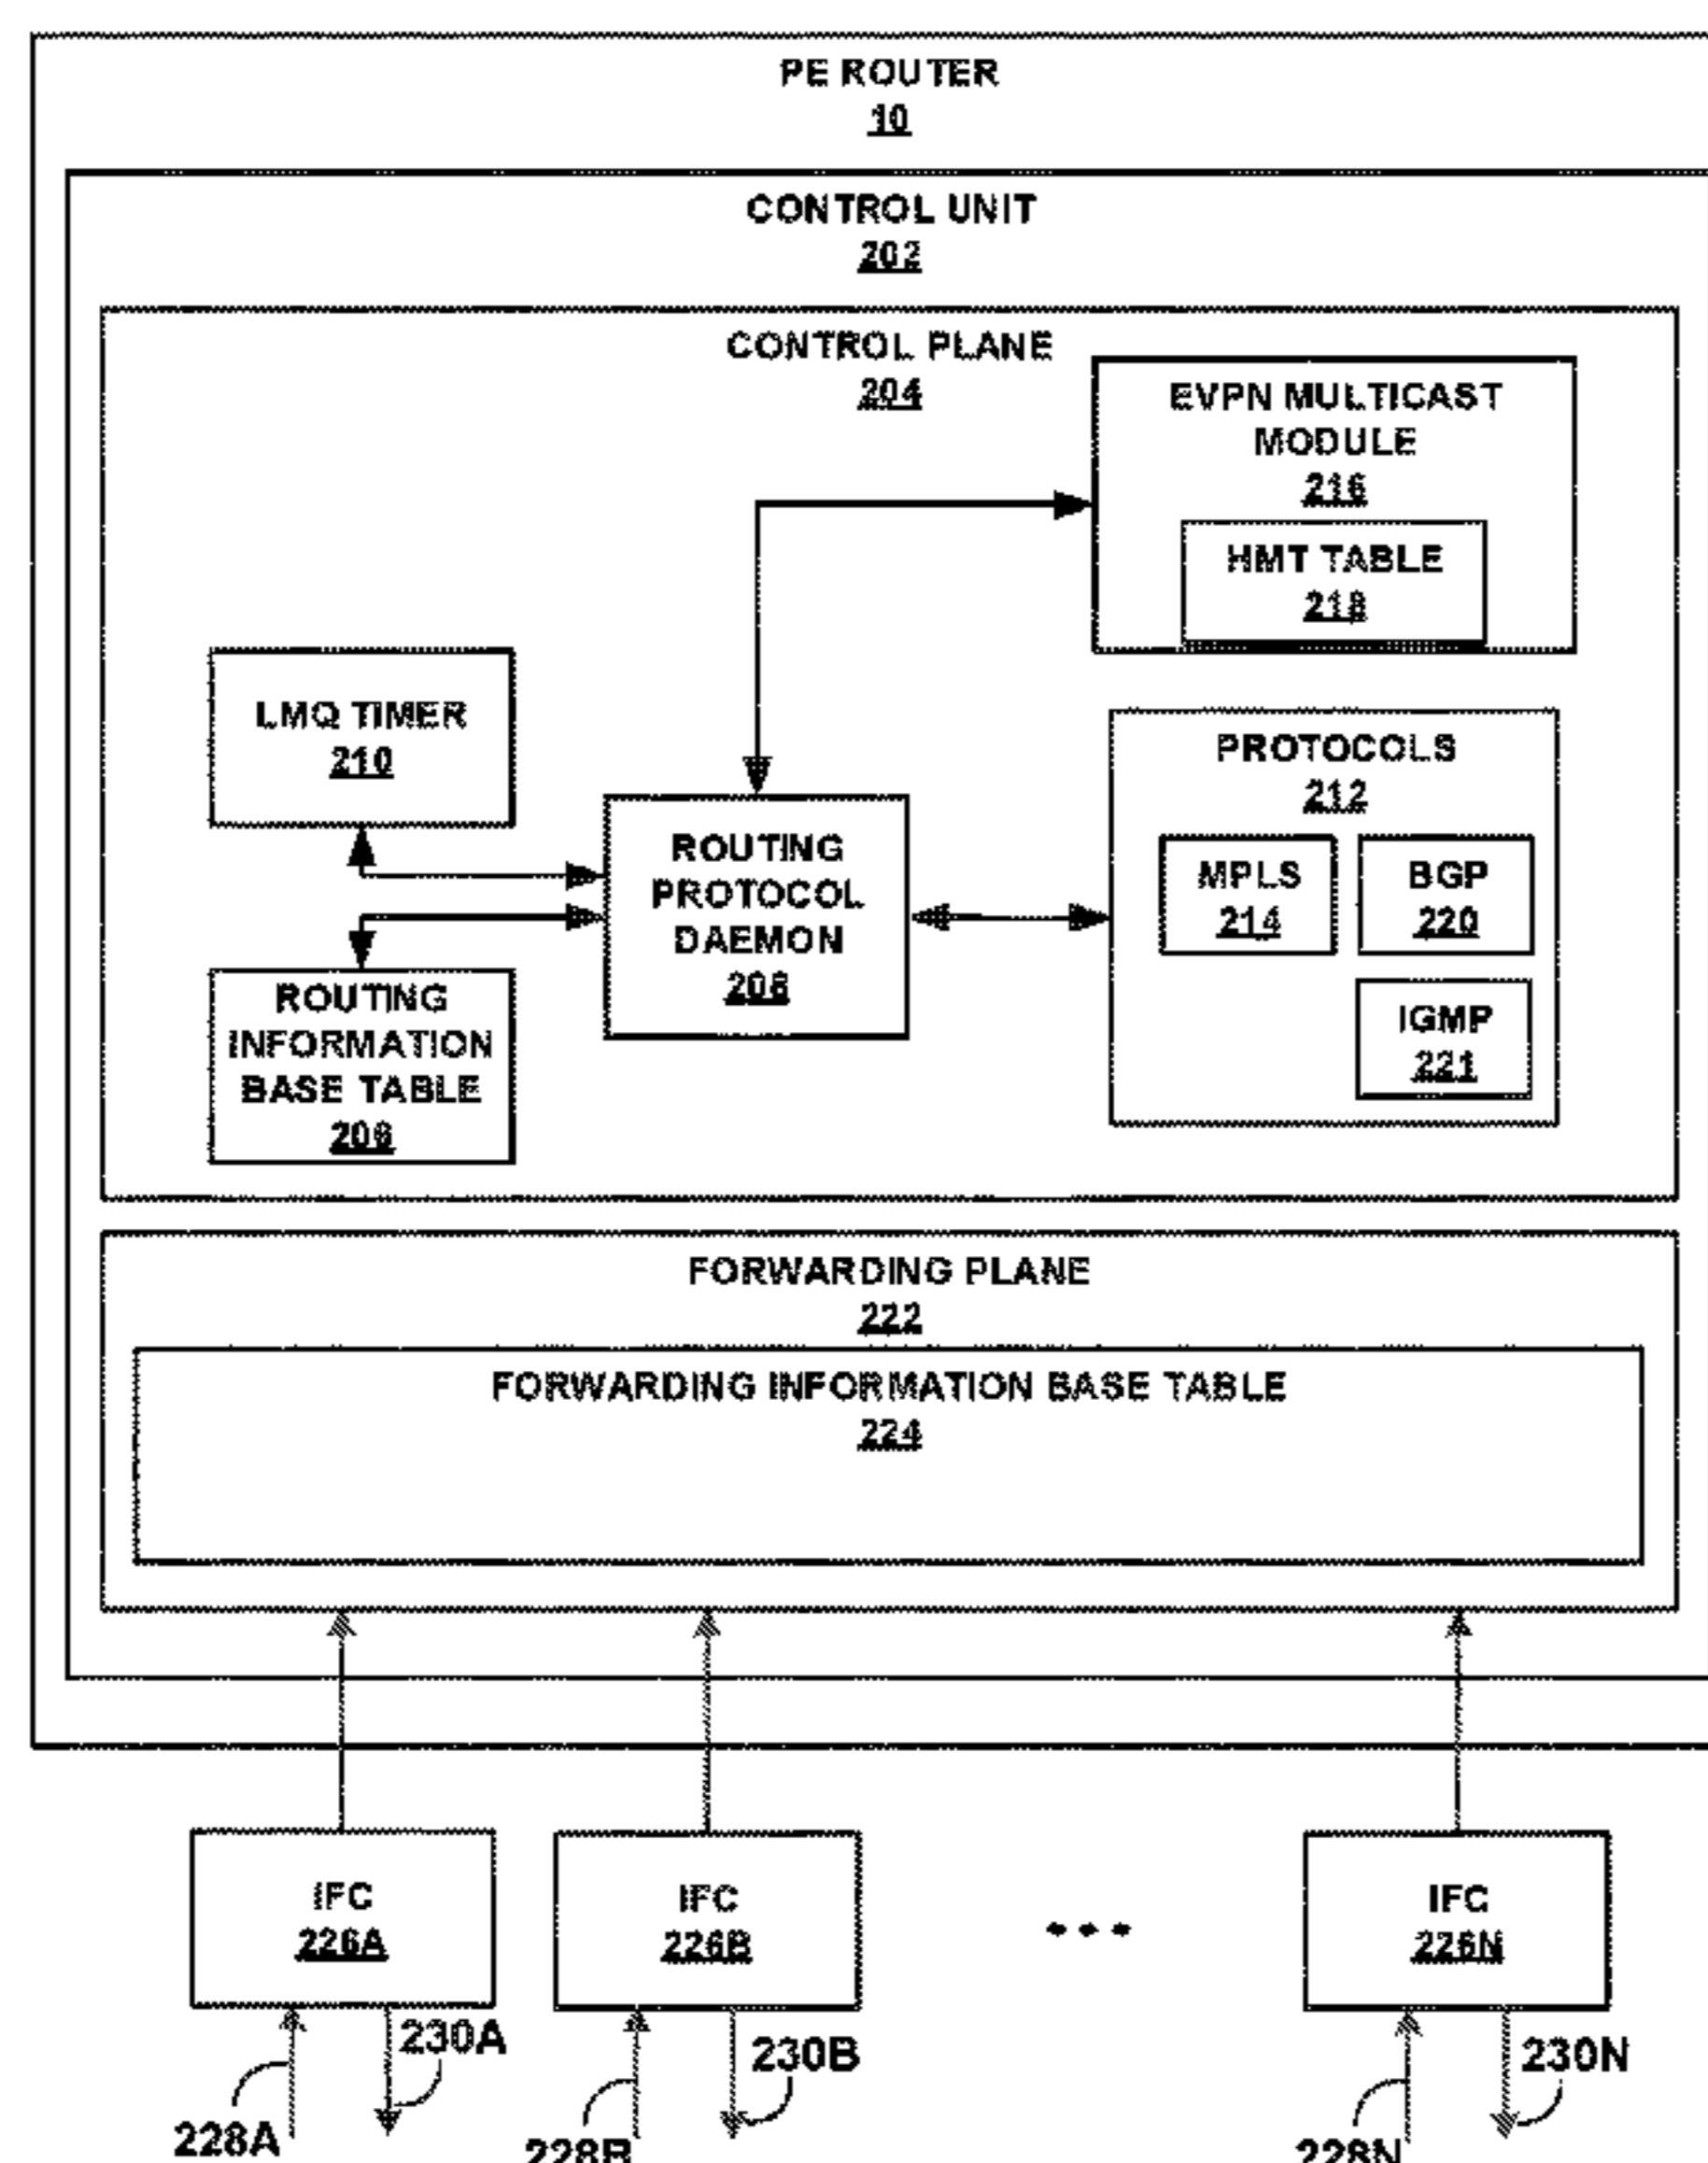 PE ROUTER
10
CONTROL UNIT
202
CONTROL PLANE
204
EVPN MULTICAST
MODULE
216
HMT TABLE
218
LMQ TIMER
210
PROTOCOLS
212
MPLS
214
BGP
220
IGMP
221
ROUTING
PROTOCOL
DAEMON
208
ROUTING
INFORMATION
BASE TABLE
206
FORWARDING PLANE
222
FORWARDING INFORMATION BASE TABLE
224
IFC
226A
IFC
226B
• • •
IFC
226N
230A
230B
230N
228A
228B
228N